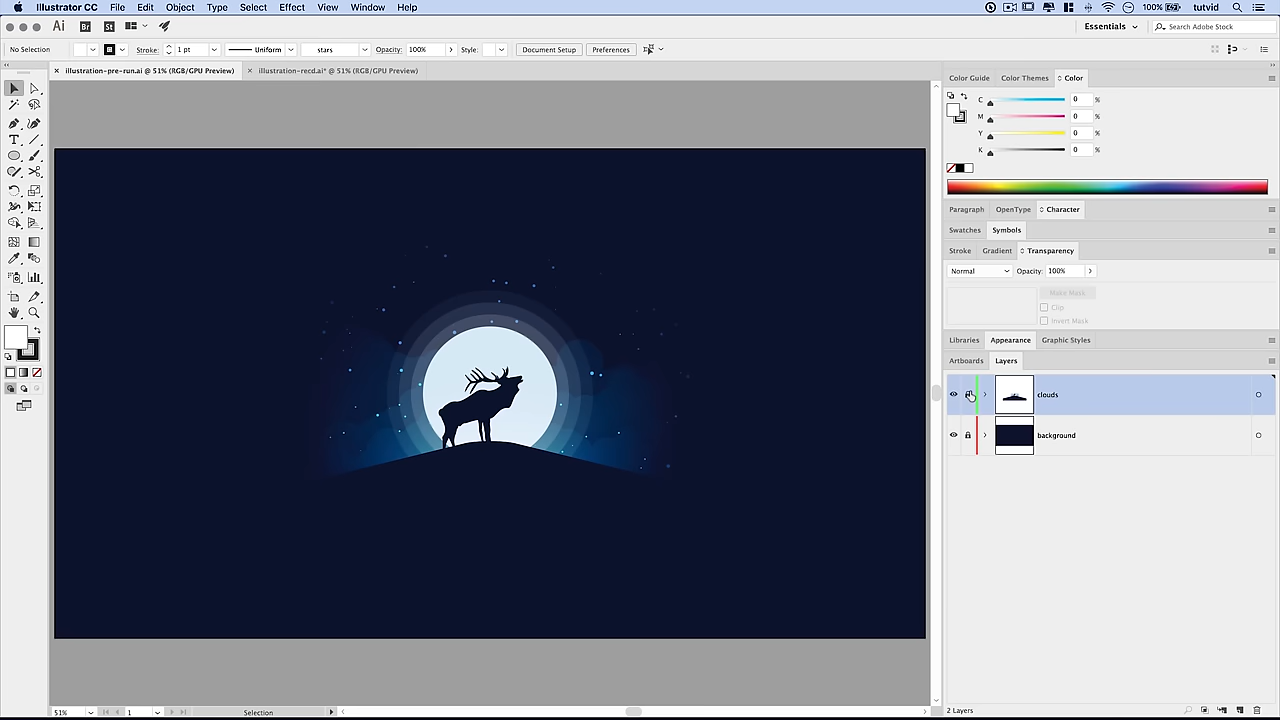 Illustrator CC File Edit Object Type Select Effect View Window Help 100% tutvid
Ai Br St Essentials Search Adobe Stock
No Selection Stroke: 1 pt Uniform stars Opacity: 100% Style: Document Setup Preferences
× illustration-pre-run.ai @ 51% (RGB/GPU Preview) × illustration-recd.ai* @ 51% (RGB/GPU Preview)
Color Guide Color Themes Color
C 0 %
M 0 %
Y 0 %
K 0 %
Paragraph OpenType Character
Swatches Symbols
Stroke Gradient Transparency
Normal Opacity: 100%
Make Mask
Clip
Invert Mask
Libraries Appearance Graphic Styles
Artboards Layers
clouds
background
51% 1 Selection 2 Layers